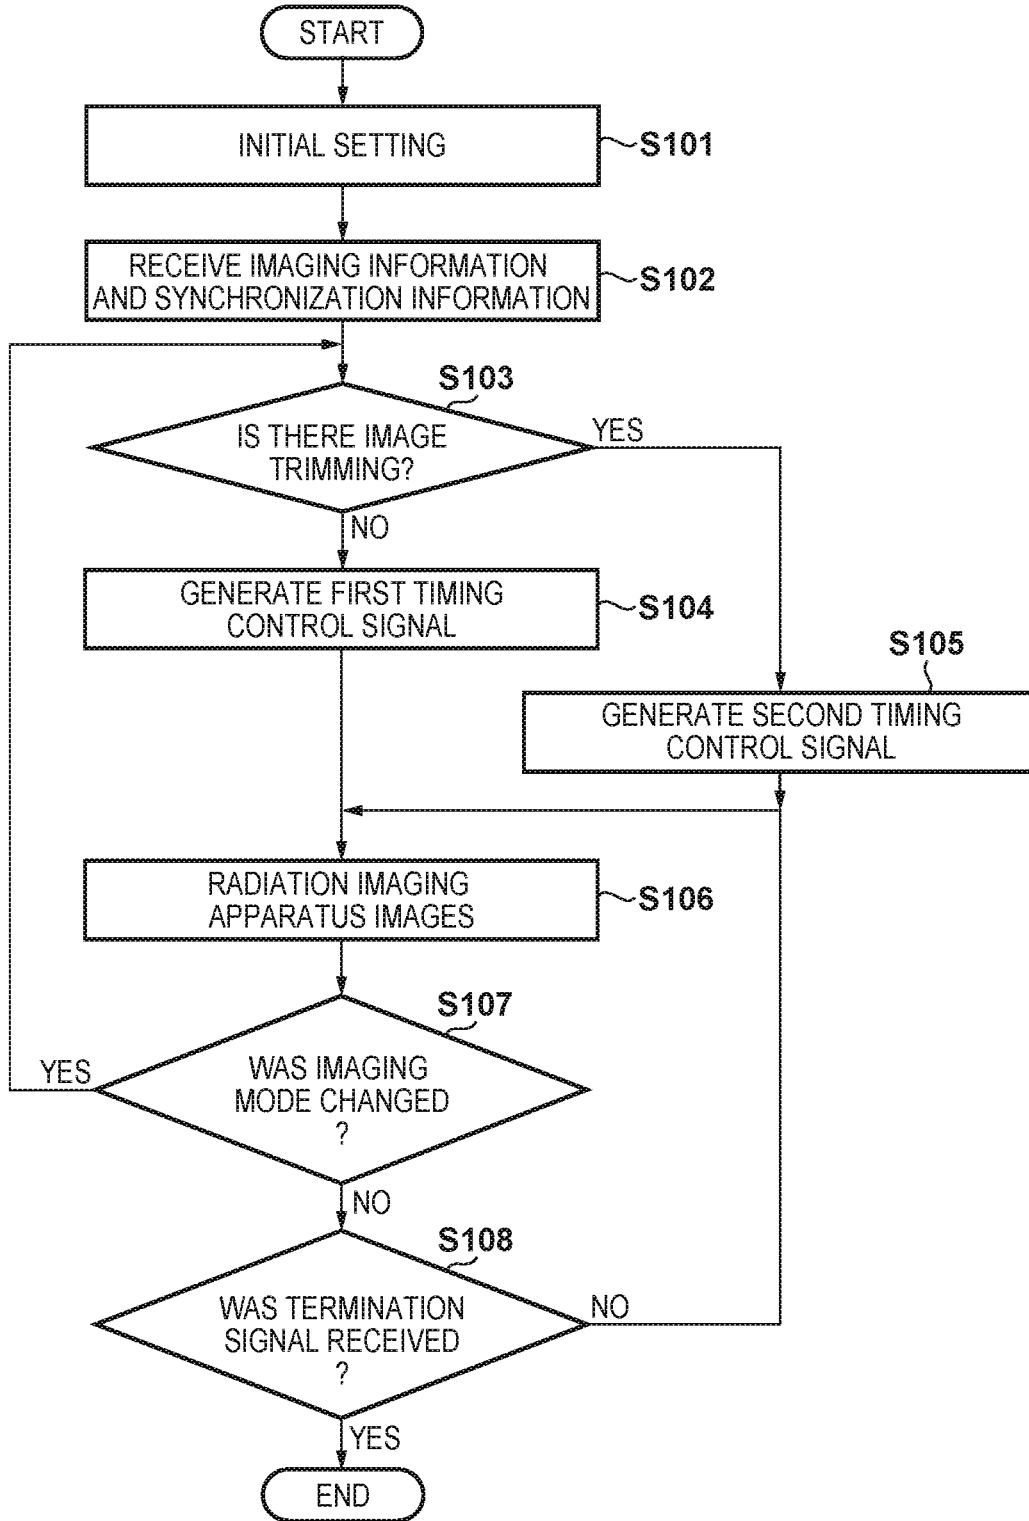 START
INITIAL SETTING
S101
RECEIVE IMAGING INFORMATION
AND SYNCHRONIZATION INFORMATION
S102
S103
IS THERE IMAGE
TRIMMING?
YES
NO
GENERATE FIRST TIMING
CONTROL SIGNAL
S104
S105
GENERATE SECOND TIMING
CONTROL SIGNAL
RADIATION IMAGING
APPARATUS IMAGES
S106
S107
WAS IMAGING
MODE CHANGED
?
YES
NO
S108
WAS TERMINATION
SIGNAL RECEIVED
?
NO
YES
END